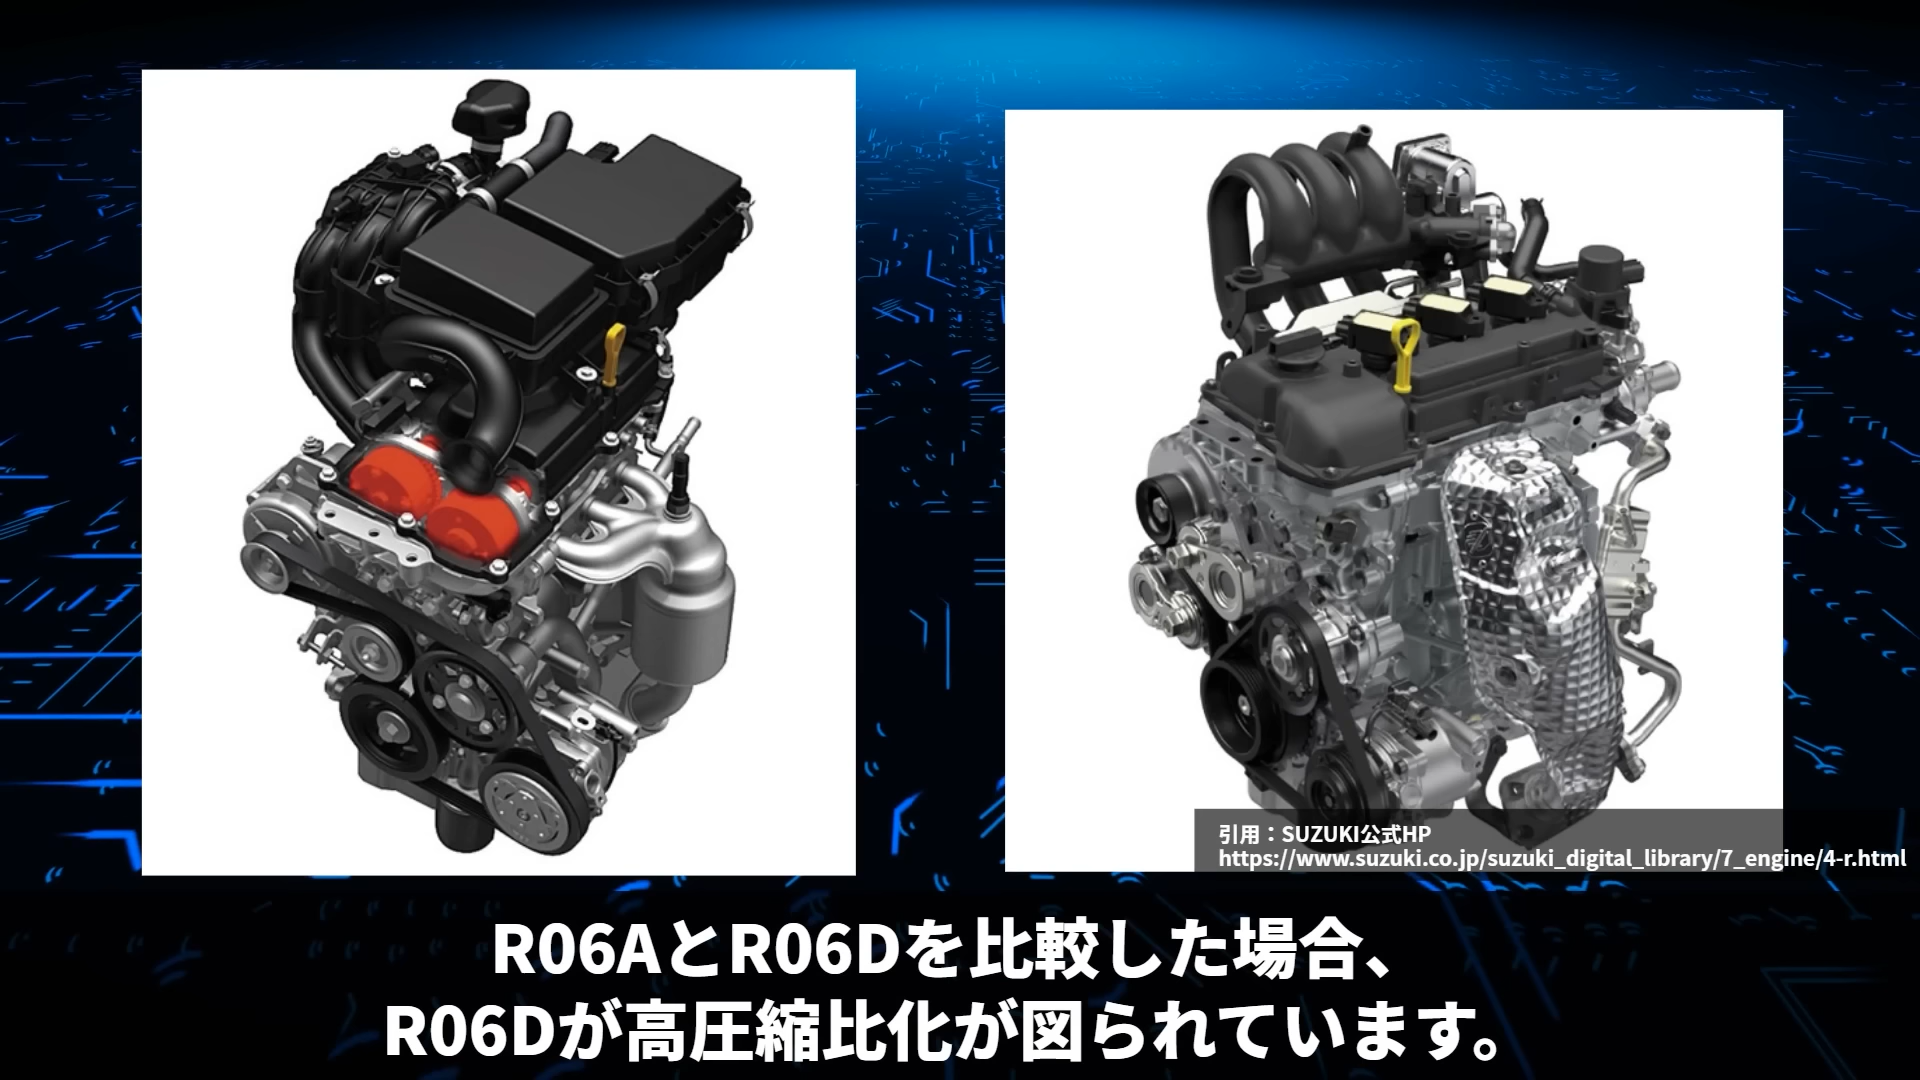 引用：SUZUKI公式HP
https://www.suzuki.co.jp/suzuki_digital_library/7_engine/4-r.html
R06AとR06Dを比較した場合、
R06Dが高圧縮比化が図られています。